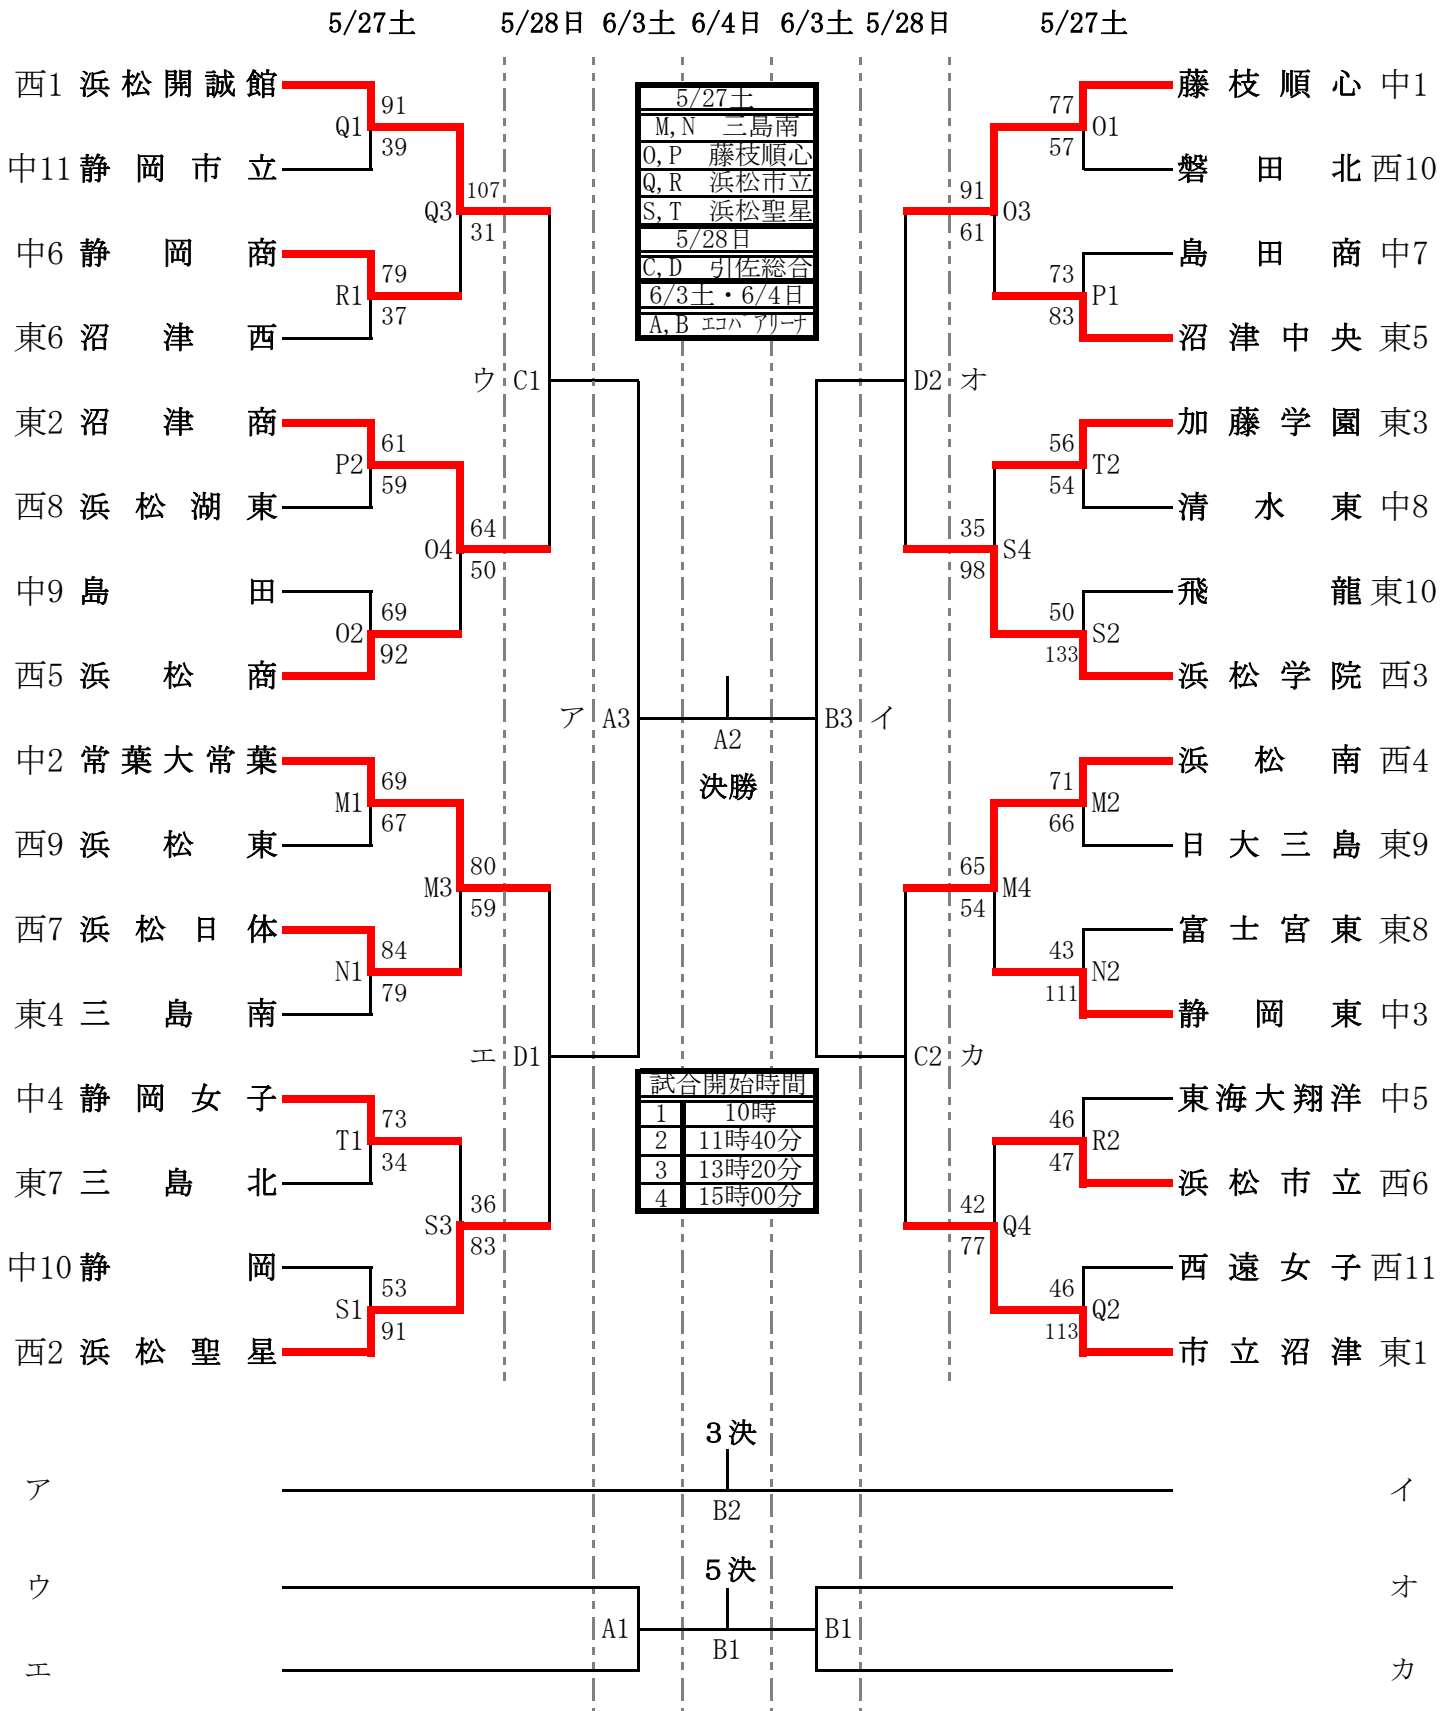 5/27土 5/28日 6/3土 6/4日 6/3土 5/28日 5/27土
西1 浜松開誠館
91
Q1
39
中11 静岡市立
107
Q3
31
中6 静岡商
79
R1
37
東6 沼津西
ウ C1
東2 沼津商
61
P2
59
西8 浜松湖東
64
O4
50
中9 島田
69
O2
92
西5 浜松商
ア A3
中2 常葉大常葉
69
M1
67
西9 浜松東
80
M3
59
西7 浜松日体
84
N1
79
東4 三島南
エ D1
中4 静岡女子
73
T1
34
東7 三島北
36
S3
83
中10 静岡
53
S1
91
西2 浜松聖星
5/27土
M,N 三島南
O,P 藤枝順心
Q,R 浜松市立
S,T 浜松聖星
5/28日
C,D 引佐総合
6/3土・6/4日
A,B エコパアリーナ
A2
決勝
試合開始時間
1 10時
2 11時40分
3 13時20分
4 15時00分
藤枝順心 中1
77
O1
57
磐田北 西10
91
O3
61
島田商 中7
73
P1
83
沼津中央 東5
D2 オ
加藤学園 東3
56
T2
54
清水東 中8
35
S4
98
飛龍 東10
50
S2
133
浜松学院 西3
B3 イ
浜松南 西4
71
M2
66
日大三島 東9
65
M4
54
富士宮東 東8
43
N2
111
静岡東 中3
C2 カ
東海大翔洋 中5
46
R2
47
浜松市立 西6
42
Q4
77
西遠女子 西11
46
Q2
113
市立沼津 東1
3決
ア イ
B2
5決
ウ オ
A1 B1
B1
エ カ